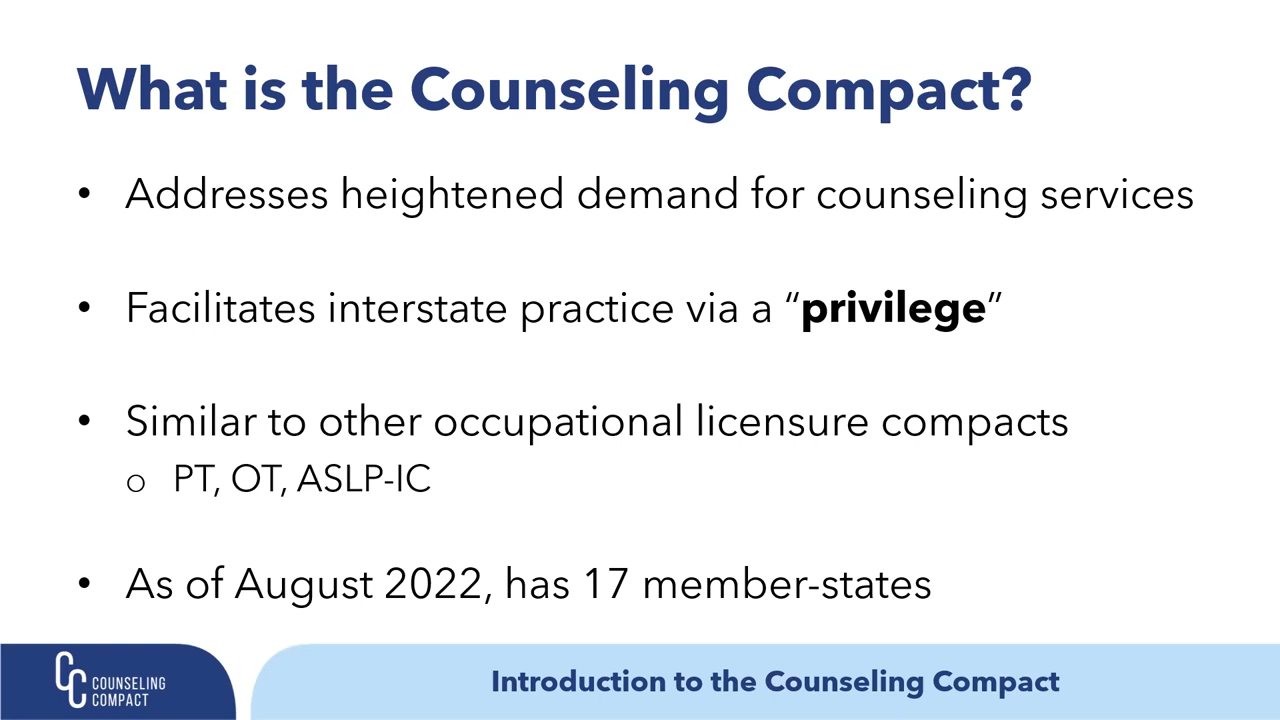 What is the Counseling Compact?
• Addresses heightened demand for counseling services
• Facilitates interstate practice via a “privilege”
• Similar to other occupational licensure compacts
o PT, OT, ASLP-IC
• As of August 2022, has 17 member-states
CC COUNSELING
COMPACT
Introduction to the Counseling Compact